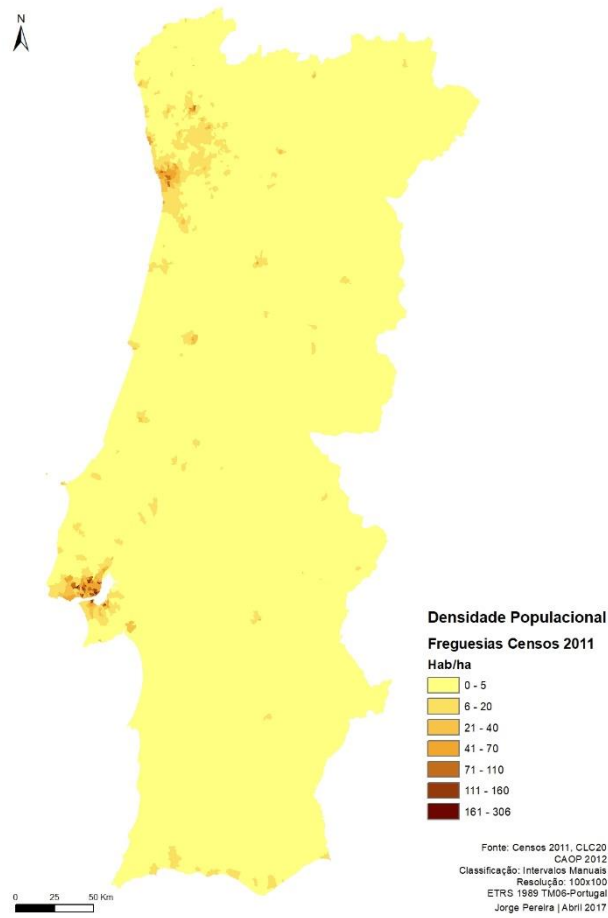 N
Densidade Populacional
Freguesias Censos 2011
Hab/ha
0 - 5
6 - 20
21 - 40
41 - 70
71 - 110
111 - 160
161 - 306
Fonte: Censos 2011, CLC20
CAOP 2012
Classificação: Intervalos Manuais
Resolução: 100x100
ETRS 1989 TM06-Portugal
Jorge Pereira | Abril 2017
0 25 50 Km